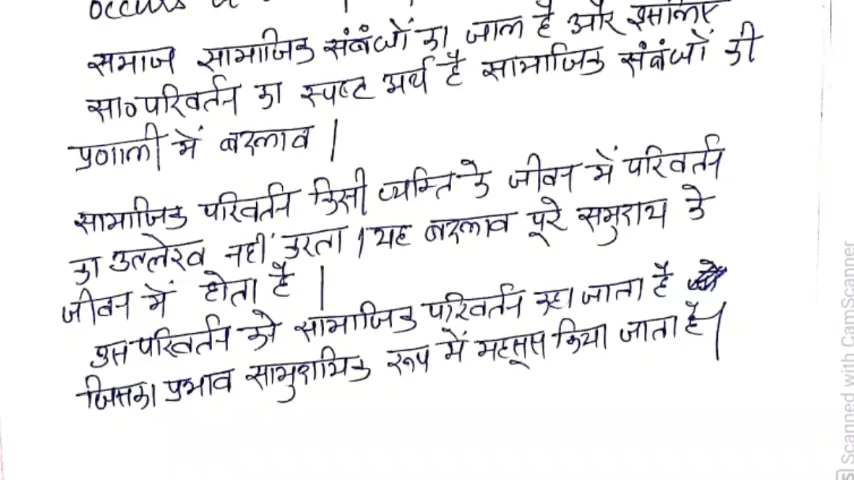 occurs
समाज सामाजिक संबंधों का जाल है और इसलिए
सा०परिवर्तन का स्पष्ट अर्थ है सामाजिक संबंधों की
प्रणाली में बदलाव |
सामाजिक परिवर्तन किसी व्यक्ति के जीवन में परिवर्तन
का उल्लेख नहीं करता | यह बदलाव पूरे समुदाय के
जीवन में होता है |
उस परिवर्तन को सामाजिक परिवर्तन कहा जाता है
जिसका प्रभाव सामुदायिक रूप में महसूस किया जाता है |
Scanned with CamScanner